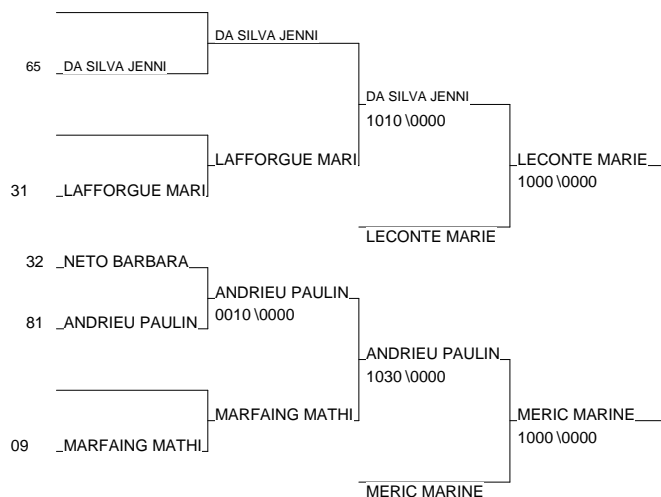 DA SILVA JENNI
65 DA SILVA JENNI
DA SILVA JENNI
1010 \0000
LAFFORGUE MARI
LECONTE MARIE
1000 \0000
31 LAFFORGUE MARI
LECONTE MARIE
32 NETO BARBARA
ANDRIEU PAULIN
0010 \0000
81 ANDRIEU PAULIN
ANDRIEU PAULIN
1030 \0000
MARFAING MATHI
MERIC MARINE
1000 \0000
09 MARFAING MATHI
MERIC MARINE